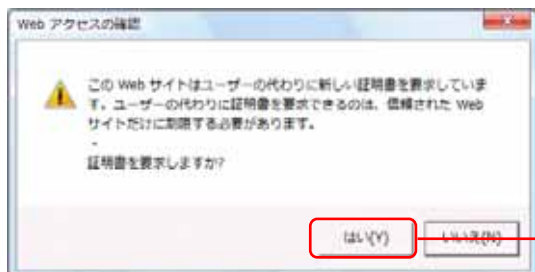 Web アクセスの確認
この Web サイトはユーザーの代わりに新しい証明書を要求していま
す。ユーザーの代わりに証明書を要求できるのは、信頼された Web
サイトだけに制限する必要があります。
-
証明書を要求しますか?
はい(Y)
いいえ(N)